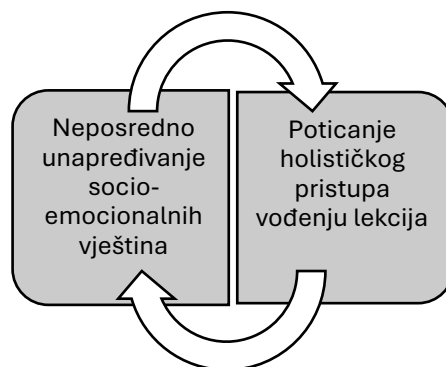 Neposredno
unapređivanje
socio-
emocionalnih
vještina
Poticanje
holističkog
pristupa
vođenju lekcija